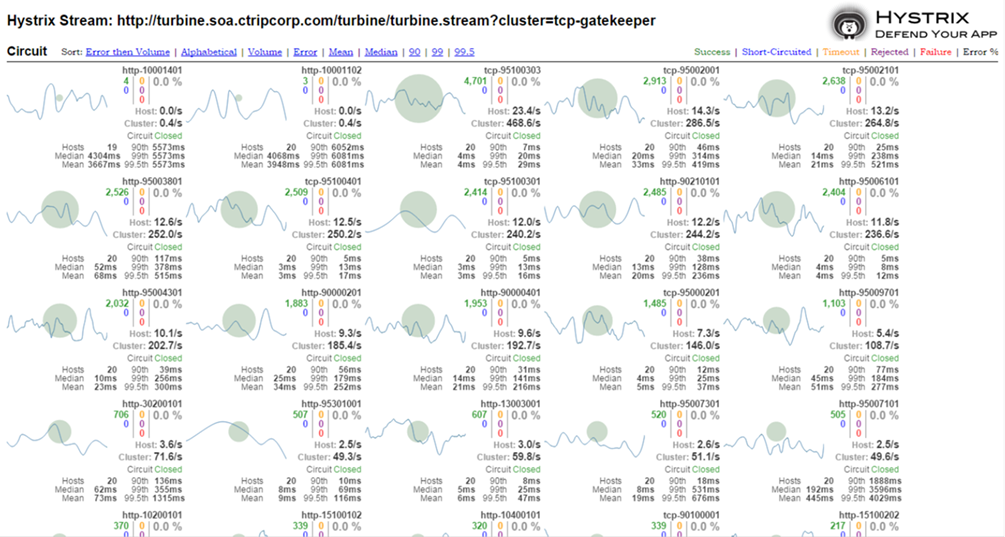 Hystrix Stream: http://turbine.soa.ctripcorp.com/turbine/turbine.stream?cluster=tcp-gatekeeper
HYSTRIX
DEFEND YOUR APP
Circuit Sort: Error then Volume | Alphabetical | Volume | Error | Mean | Median | 90 | 99 | 99.5
Success | Short-Circuited | Timeout | Rejected | Failure | Error %
http-10001401
4 0 0.0 %
0 0
0
Host: 0.0/s
Cluster: 0.4/s
Circuit Closed
Hosts 19 90th 5573ms
Median 4304ms 99th 5573ms
Mean 3667ms 99.5th 5573ms
http-10001102
3 0 0.0 %
0 0
0
Host: 0.0/s
Cluster: 0.4/s
Circuit Closed
Hosts 20 90th 6052ms
Median 4068ms 99th 6081ms
Mean 3948ms 99.5th 6081ms
tcp-95100303
4,701 0 0.0 %
0 0
0
Host: 23.4/s
Cluster: 468.6/s
Circuit Closed
Hosts 20 90th 7ms
Median 4ms 99th 20ms
Mean 4ms 99.5th 29ms
tcp-95002001
2,913 0 0.0 %
0 0
0
Host: 14.3/s
Cluster: 286.5/s
Circuit Closed
Hosts 20 90th 46ms
Median 20ms 99th 314ms
Mean 33ms 99.5th 419ms
tcp-95002101
2,638 0 0.0 %
0 0
0
Host: 13.2/s
Cluster: 264.8/s
Circuit Closed
Hosts 20 90th 25ms
Median 14ms 99th 238ms
Mean 21ms 99.5th 521ms
http-95003801
2,526 0 0.0 %
0 0
0
Host: 12.6/s
Cluster: 252.0/s
Circuit Closed
Hosts 20 90th 117ms
Median 52ms 99th 378ms
Mean 68ms 99.5th 515ms
tcp-95100401
2,509 0 0.0 %
0 0
0
Host: 12.5/s
Cluster: 250.2/s
Circuit Closed
Hosts 20 90th 5ms
Median 3ms 99th 13ms
Mean 3ms 99.5th 17ms
tcp-95100301
2,414 0 0.0 %
0 0
0
Host: 12.0/s
Cluster: 240.2/s
Circuit Closed
Hosts 20 90th 5ms
Median 3ms 99th 13ms
Mean 3ms 99.5th 16ms
http-90210101
2,485 0 0.0 %
0 0
0
Host: 12.2/s
Cluster: 244.2/s
Circuit Closed
Hosts 20 90th 38ms
Median 13ms 99th 128ms
Mean 20ms 99.5th 236ms
http-95006101
2,404 0 0.0 %
0 0
0
Host: 11.8/s
Cluster: 236.6/s
Circuit Closed
Hosts 20 90th 5ms
Median 4ms 99th 8ms
Mean 4ms 99.5th 12ms
http-95004301
2,032 0 0.0 %
0 0
0
Host: 10.1/s
Cluster: 202.7/s
Circuit Closed
Hosts 20 90th 39ms
Median 10ms 99th 256ms
Mean 23ms 99.5th 300ms
http-90000201
1,883 0 0.0 %
0 0
0
Host: 9.3/s
Cluster: 185.4/s
Circuit Closed
Hosts 20 90th 56ms
Median 25ms 99th 179ms
Mean 34ms 99.5th 252ms
http-90000401
1,953 0 0.0 %
0 0
0
Host: 9.6/s
Cluster: 192.7/s
Circuit Closed
Hosts 20 90th 31ms
Median 14ms 99th 141ms
Mean 21ms 99.5th 216ms
tcp-95000201
1,485 0 0.0 %
0 0
0
Host: 7.3/s
Cluster: 146.0/s
Circuit Closed
Hosts 20 90th 12ms
Median 4ms 99th 25ms
Mean 5ms 99.5th 37ms
http-95009701
1,103 0 0.0 %
0 0
0
Host: 5.4/s
Cluster: 108.7/s
Circuit Closed
Hosts 20 90th 77ms
Median 45ms 99th 184ms
Mean 51ms 99.5th 277ms
http-30200101
706 0 0.0 %
0 0
0
Host: 3.6/s
Cluster: 71.6/s
Circuit Closed
Hosts 20 90th 136ms
Median 62ms 99th 355ms
Mean 73ms 99.5th 1315ms
tcp-95301001
507 0 0.0 %
0 0
0
Host: 2.5/s
Cluster: 49.3/s
Circuit Closed
Hosts 20 90th 10ms
Median 8ms 99th 69ms
Mean 9ms 99.5th 116ms
http-13003001
607 0 0.0 %
0 0
0
Host: 3.0/s
Cluster: 59.8/s
Circuit Closed
Hosts 20 90th 8ms
Median 5ms 99th 25ms
Mean 6ms 99.5th 47ms
http-95007301
520 0 0.0 %
0 0
0
Host: 2.6/s
Cluster: 51.1/s
Circuit Closed
Hosts 20 90th 18ms
Median 8ms 99th 531ms
Mean 19ms 99.5th 676ms
http-95007101
505 0 0.0 %
0 0
0
Host: 2.5/s
Cluster: 49.6/s
Circuit Closed
Hosts 20 90th 1888ms
Median 192ms 99th 3596ms
Mean 445ms 99.5th 4029ms
http-10200101
370 0 0.0 %
0 0
http-15100102
339 0 0.0 %
0 0
http-10400101
320 0 0.0 %
0 0
tcp-90100001
339 0 0.0 %
0 0
http-15100202
217 0 0.0 %
0 0